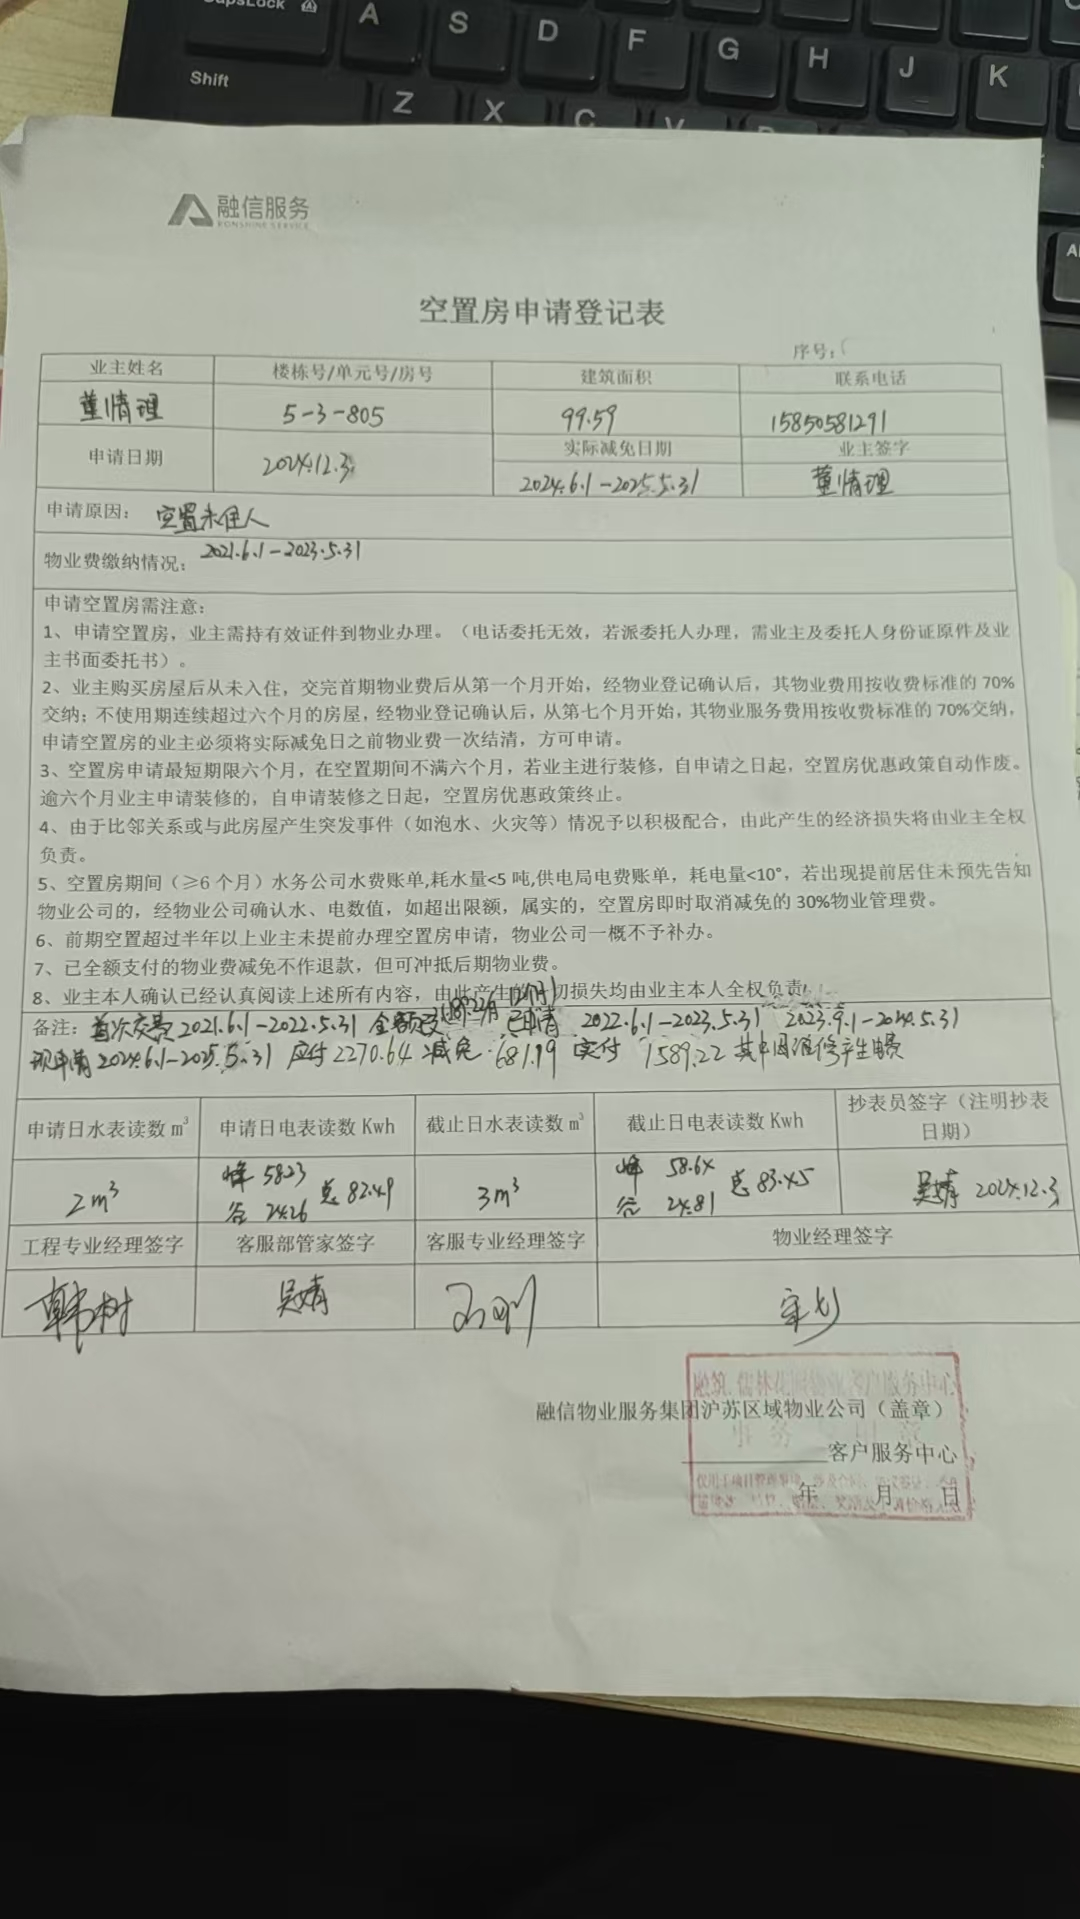 CapsLock A S D F G H J K
Shift Z X C V
融信服务
RONSHINE SERVICE
空置房申请登记表
序号:
业主姓名 楼栋号/单元号/房号 建筑面积 联系电话
董情理 5-3-805 99.59 15850581291
申请日期 2024.12.3 实际减免日期 业主签字
2024.6.1-2025.5.31 董情理
申请原因: 空置未住人
物业费缴纳情况: 2021.6.1-2023.5.31
申请空置房需注意:
1、申请空置房，业主需持有效证件到物业办理。（电话委托无效，若派委托人办理，需业主及委托人身份证原件及业
主书面委托书）。
2、业主购买房屋后从未入住，交完首期物业费后从第一个月开始，经物业登记确认后，其物业费用按收费标准的 70%
交纳；不使用期连续超过六个月的房屋，经物业登记确认后，从第七个月开始，其物业服务费用按收费标准的 70%交纳，
申请空置房的业主必须将实际减免日之前物业费一次结清，方可申请。
3、空置房申请最短期限六个月，在空置期间不满六个月，若业主进行装修，自申请之日起，空置房优惠政策自动作废。
逾六个月业主申请装修的，自申请装修之日起，空置房优惠政策终止。
4、由于比邻关系或与此房屋产生突发事件（如泡水、火灾等）情况予以积极配合，由此产生的经济损失将由业主全权
负责。
5、空置房期间（≥6 个月）水务公司水费账单,耗水量<5 吨,供电局电费账单，耗电量<10°，若出现提前居住未预先告知
物业公司的，经物业公司确认水、电数值，如超出限额，属实的，空置房即时取消减免的 30%物业管理费。
6、前期空置超过半年以上业主未提前办理空置房申请，物业公司一概不予补办。
7、已全额支付的物业费减免不作退款，但可冲抵后期物业费。
8、业主本人确认已经认真阅读上述所有内容，由此产生的一切损失均由业主本人全权负责!
备注: 首次交费 2021.6.1-2022.5.31 全额 已申请 2022.6.1-2023.5.31 2023.9.1-2024.5.31
现申请 2024.6.1-2025.5.31 应付 2270.64 减免 681.19 实付 1589.22 其中因维修产生电费
申请日水表读数 m³ 申请日电表读数 Kwh 截止日水表读数 m³ 截止日电表读数 Kwh 抄表员签字（注明抄表
日期）
2m³ 峰 58.23 谷 24.26 总 82.49 3m³ 峰 58.64 谷 24.81 总 83.45 吴婧 2024.12.3
工程专业经理签字 客服部管家签字 客服专业经理签字 物业经理签字
韩树 吴婧
融信物业服务集团沪苏区域物业公司（盖章）
客户服务中心
年 月 日